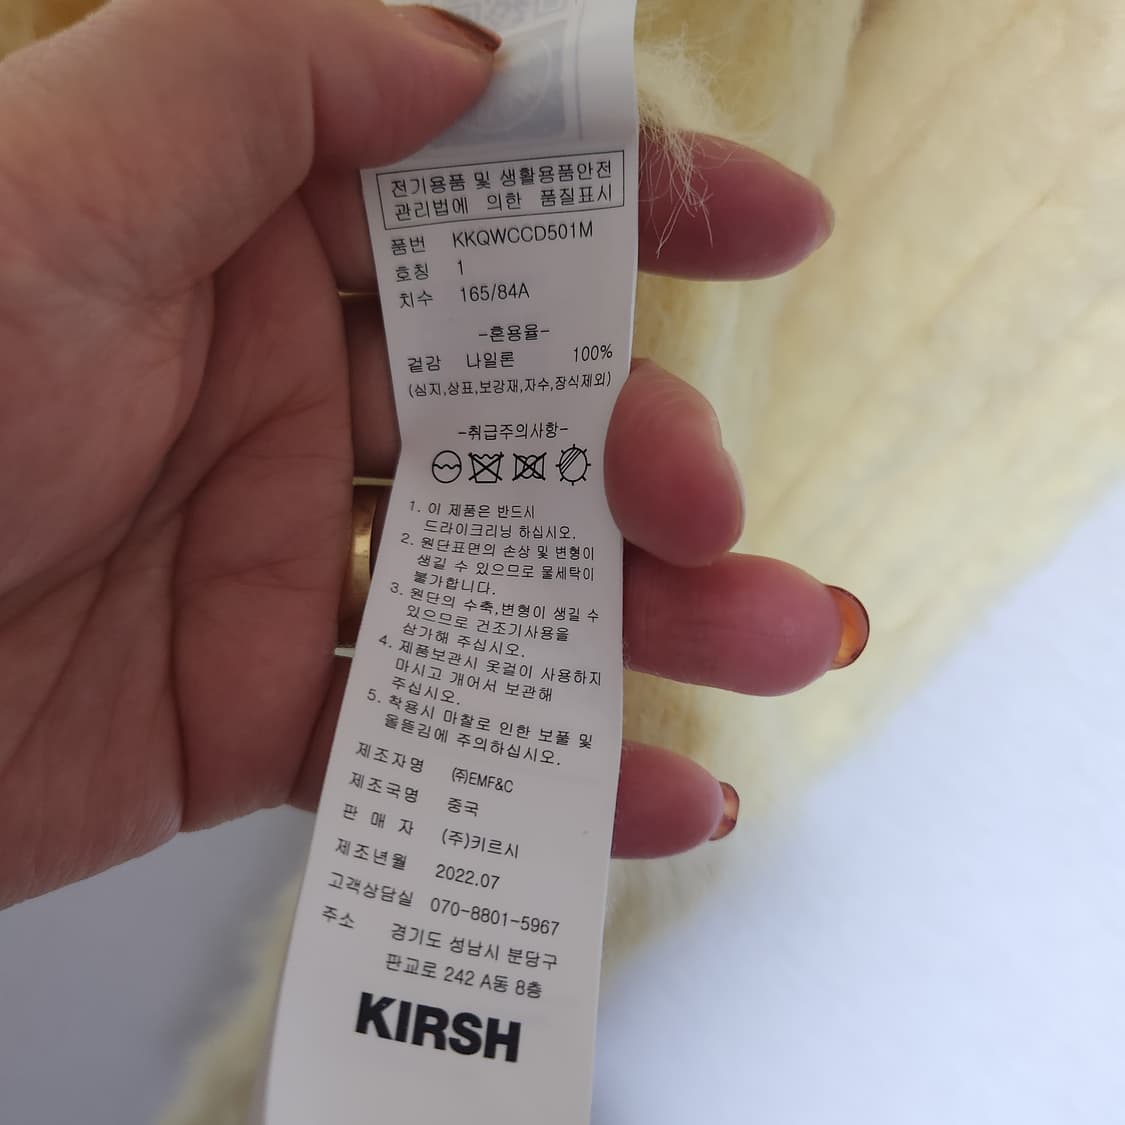 전기용품 및 생활용품안전
관리법에 의한 품질표시
품번 KKQWCCD501M
호칭 1
치수 165/84A
-혼용율-
겉감 나일론 100%
(심지,상표,보강재,자수,장식제외)
-취급주의사항-
1. 이 제품은 반드시
드라이크리닝 하십시오.
2. 원단표면의 손상 및 변형이
생길 수 있으므로 물세탁이
불가합니다.
3. 원단의 수축,변형이 생길 수
있으므로 건조기사용을
삼가해 주십시오.
4. 제품보관시 옷걸이 사용하지
마시고 개어서 보관해
주십시오.
5. 착용시 마찰로 인한 보풀 및
올뜯김에 주의하십시오.
제조자명 ㈜EMF&C
제조국명 중국
판 매 자 (주)키르시
제조년월 2022.07
고객상담실 070-8801-5967
주소 경기도 성남시 분당구
판교로 242 A동 8층
KIRSH